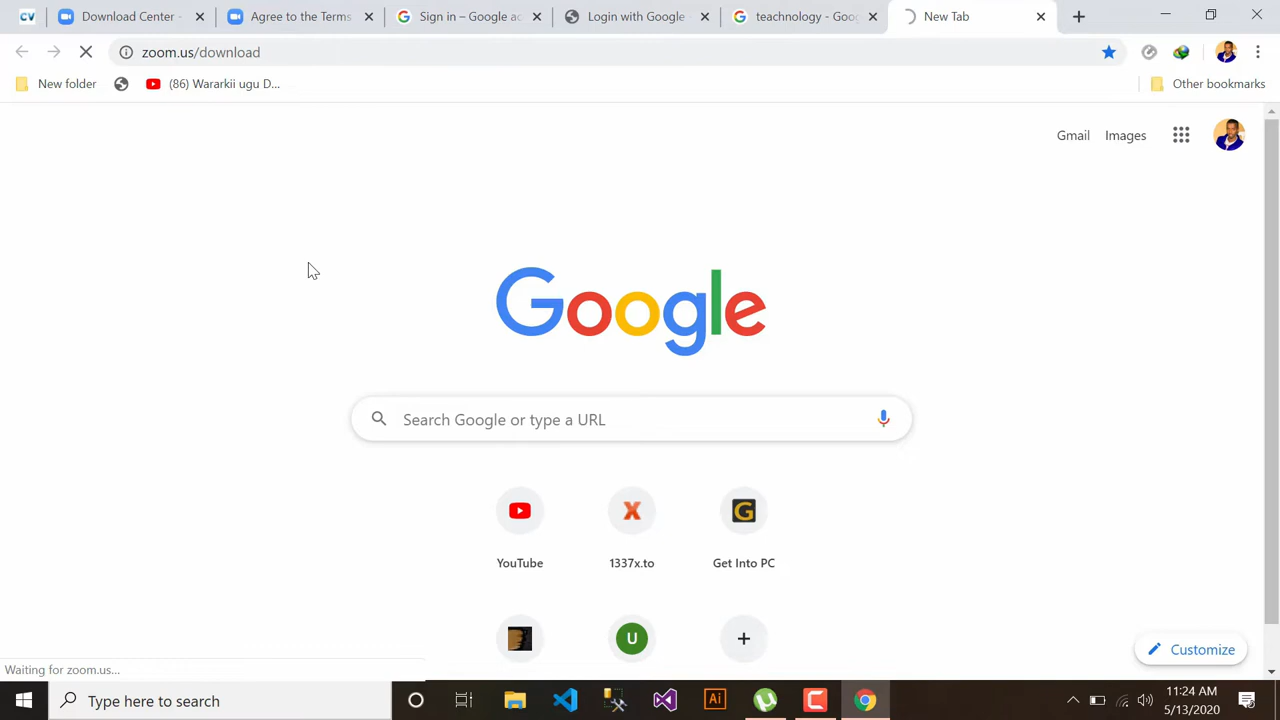 CV
Download Center -
Agree to the Terms
Sign in – Google ac
Login with Google -
teachnology - Goog
New Tab
zoom.us/download
New folder
(86) Wararkii ugu D...
Other bookmarks
Gmail
Images
Google
Search Google or type a URL
YouTube
1337x.to
Get Into PC
U
Customize
Waiting for zoom.us...
Type here to search
Ai
11:24 AM
5/13/2020